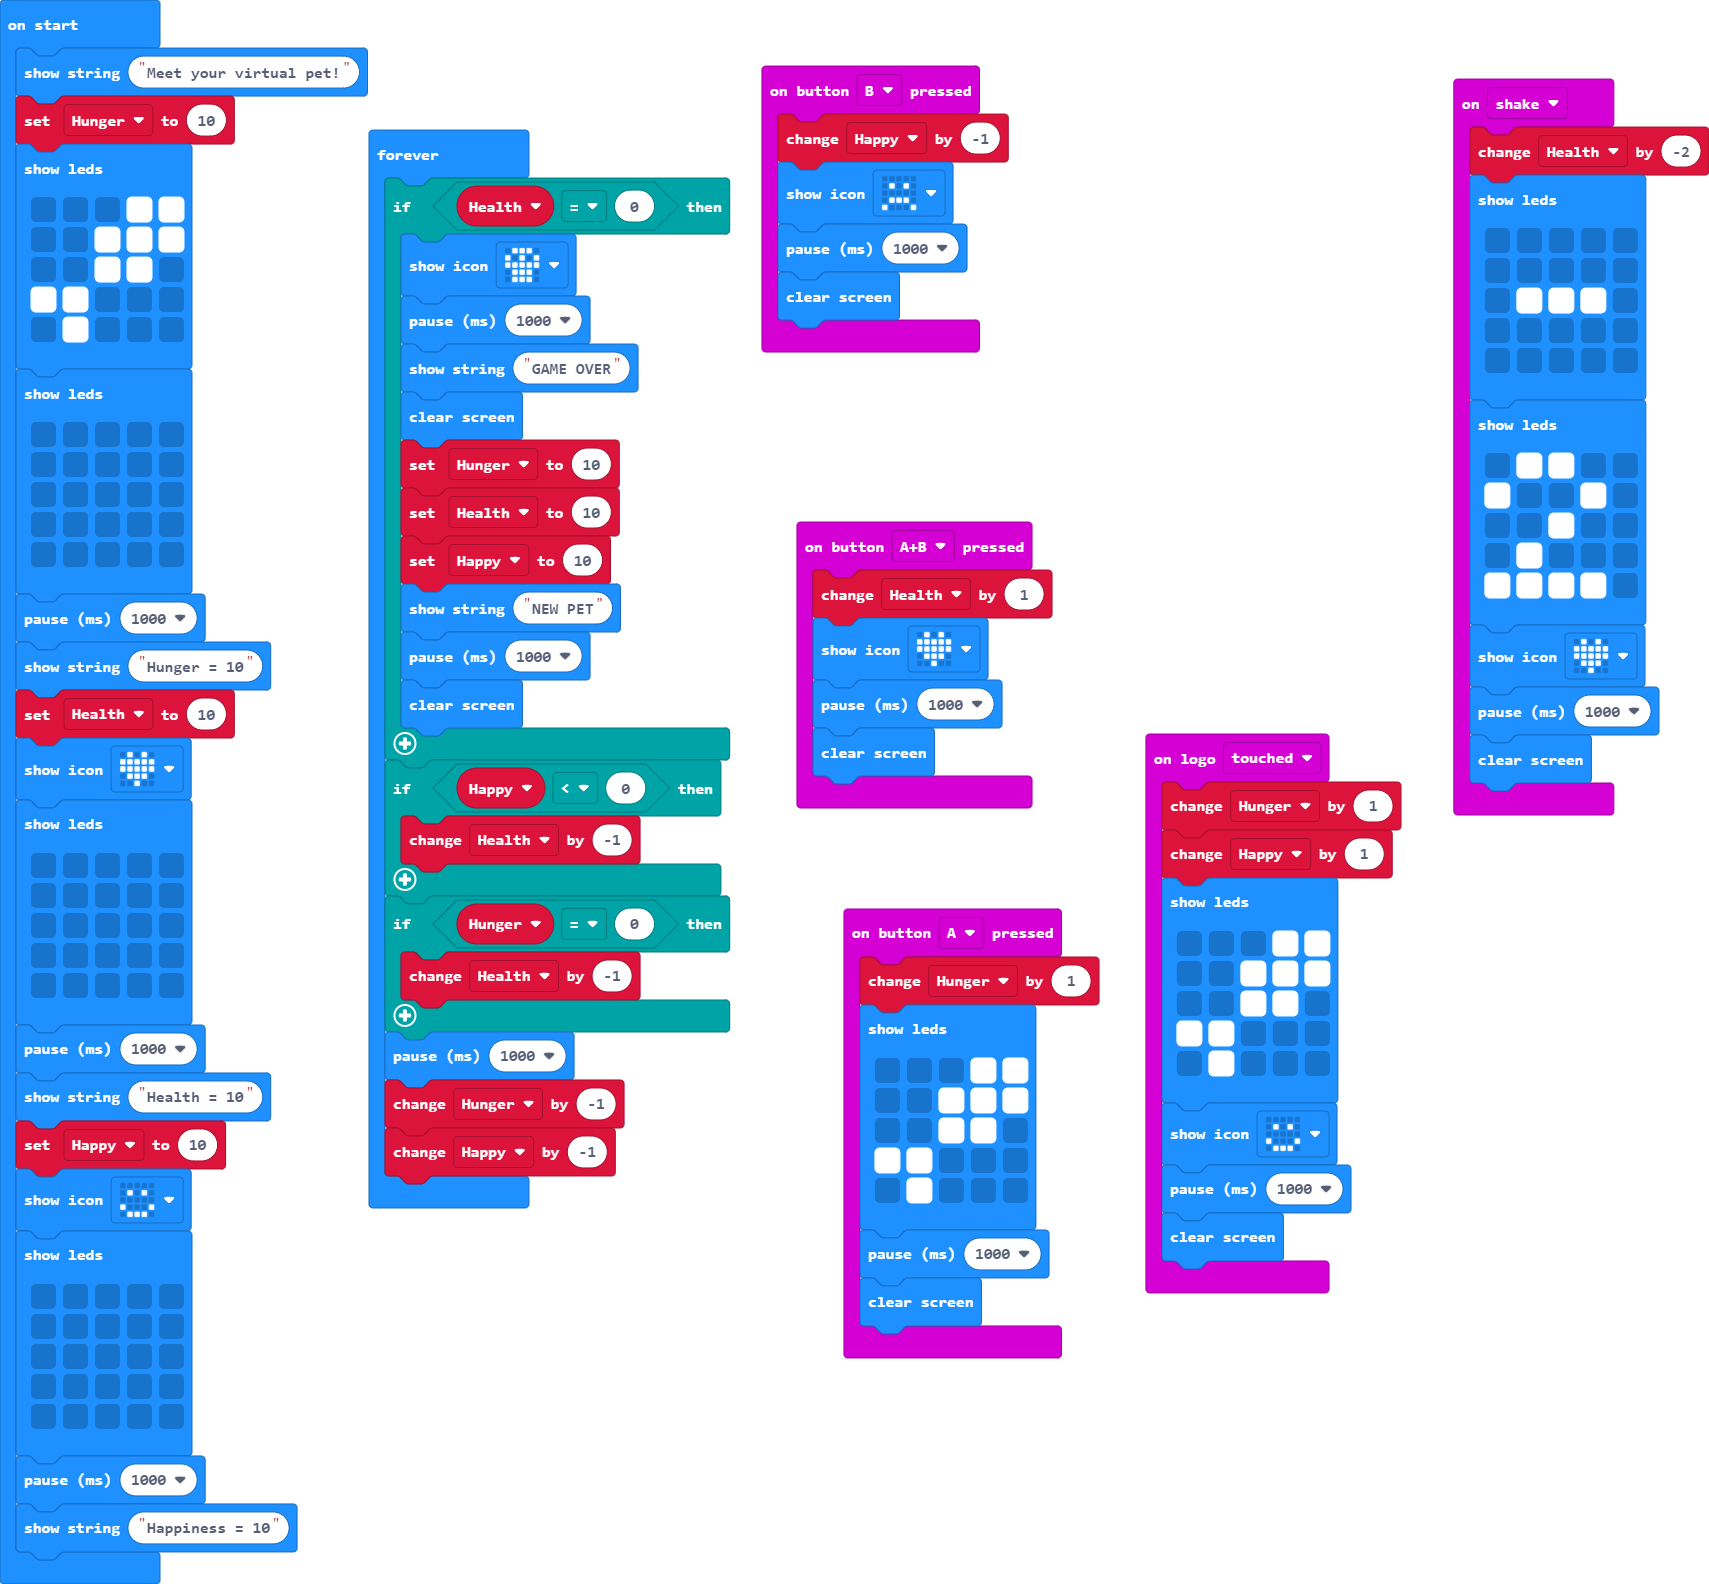 on start
show string "Meet your virtual pet!"
set Hunger to 10
show leds
show leds
pause (ms) 1000
show string "Hunger = 10"
set Health to 10
show icon
show leds
pause (ms) 1000
show string "Health = 10"
set Happy to 10
show icon
show leds
pause (ms) 1000
show string "Happiness = 10"
forever
if Health = 0 then
show icon
pause (ms) 1000
show string "GAME OVER"
clear screen
set Hunger to 10
set Health to 10
set Happy to 10
show string "NEW PET"
pause (ms) 1000
clear screen
if Happy < 0 then
change Health by -1
if Hunger = 0 then
change Health by -1
pause (ms) 1000
change Hunger by -1
change Happy by -1
on button B pressed
change Happy by -1
show icon
pause (ms) 1000
clear screen
on button A+B pressed
change Health by 1
show icon
pause (ms) 1000
clear screen
on button A pressed
change Hunger by 1
show leds
pause (ms) 1000
clear screen
on logo touched
change Hunger by 1
change Happy by 1
show leds
show icon
pause (ms) 1000
clear screen
on shake
change Health by -2
show leds
show leds
show icon
pause (ms) 1000
clear screen